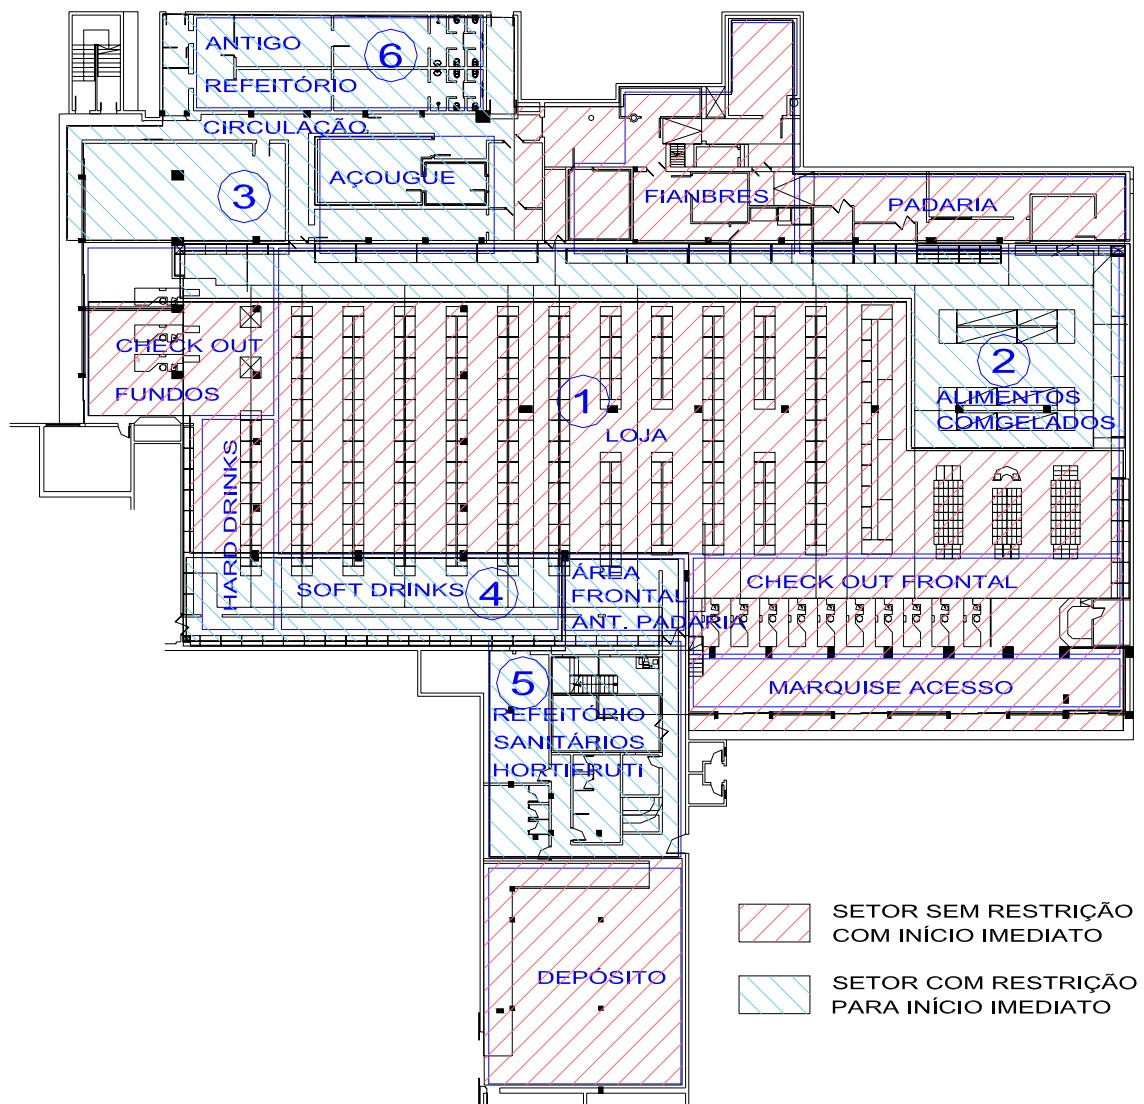 ANTIGO
6
REFEITÓRIO
CIRCULAÇÃO
AÇOUGUE
3
FIANBRES
PADARIA
CHECK OUT
FUNDOS
1
LOJA
2
ALIMENTOS
COMGELADOS
HARD DRINKS
SOFT DRINKS
4
ÁREA
FRONTAL
ANT. PADARIA
CHECK OUT FRONTAL
5
REFEITÓRIO
SANITÁRIOS
HORTIFRUTI
MARQUISE ACESSO
DEPÓSITO
SETOR SEM RESTRIÇÃO
COM INÍCIO IMEDIATO
SETOR COM RESTRIÇÃO
PARA INÍCIO IMEDIATO